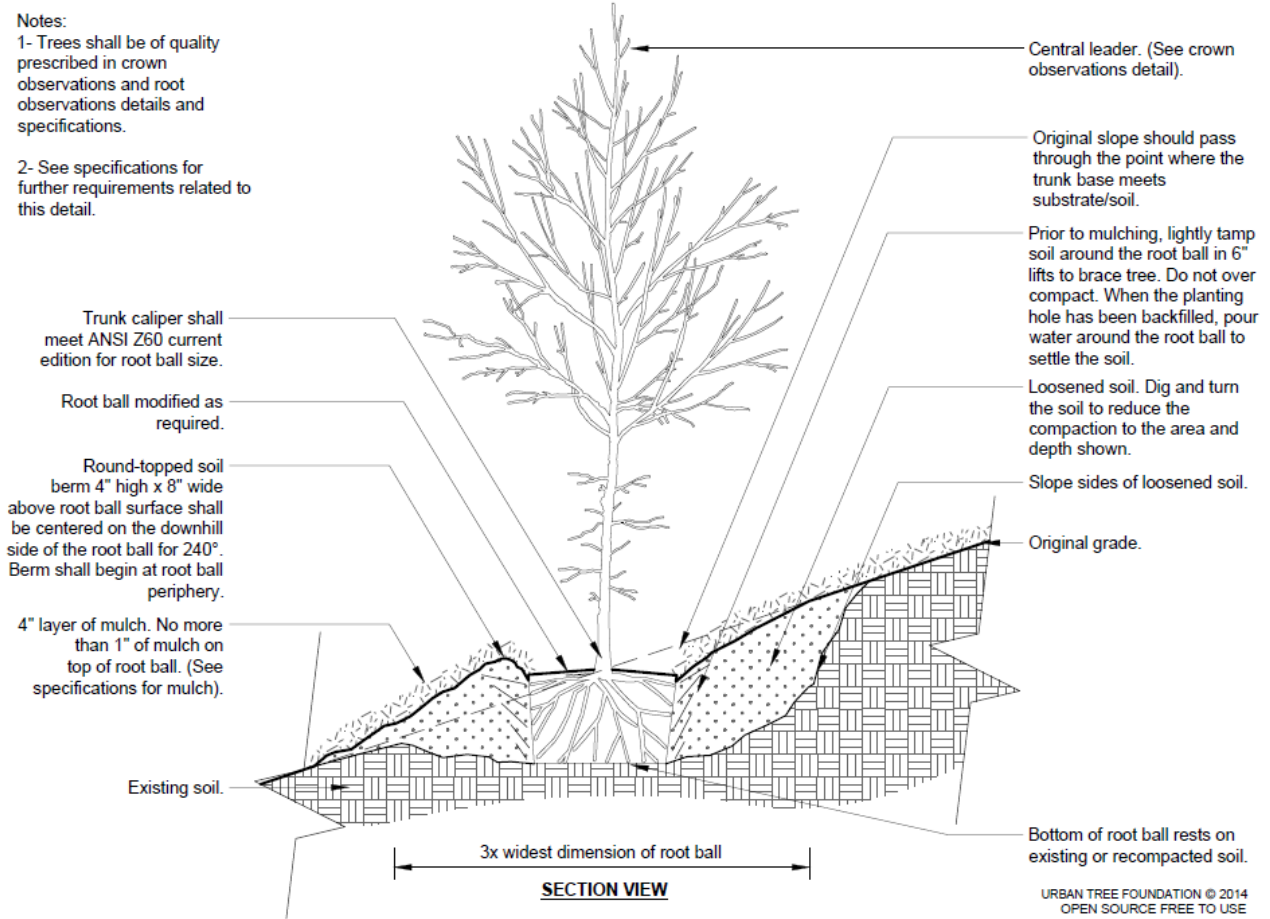 Notes:
1- Trees shall be of quality
prescribed in crown
observations and root
observations details and
specifications.
2- See specifications for
further requirements related to
this detail.
Trunk caliper shall
meet ANSI Z60 current
edition for root ball size.
Root ball modified as
required.
Round-topped soil
berm 4" high x 8" wide
above root ball surface shall
be centered on the downhill
side of the root ball for 240°.
Berm shall begin at root ball
periphery.
4" layer of mulch. No more
than 1" of mulch on
top of root ball. (See
specifications for mulch).
Existing soil.
Central leader. (See crown
observations detail).
Original slope should pass
through the point where the
trunk base meets
substrate/soil.
Prior to mulching, lightly tamp
soil around the root ball in 6"
lifts to brace tree. Do not over
compact. When the planting
hole has been backfilled, pour
water around the root ball to
settle the soil.
Loosened soil. Dig and turn
the soil to reduce the
compaction to the area and
depth shown.
Slope sides of loosened soil.
Original grade.
Bottom of root ball rests on
existing or recompacted soil.
3x widest dimension of root ball
SECTION VIEW
URBAN TREE FOUNDATION © 2014
OPEN SOURCE FREE TO USE